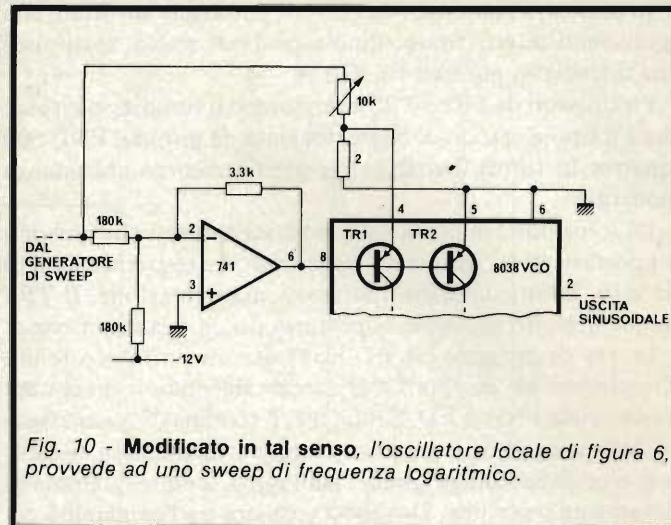 10k
2
3.3k
4
5
6
TR1
TR2
DAL
GENERATORE
DI SWEEP
180k
2
−
741
6
8
8038 VCO
3
+
2
USCITA
SINUSOIDALE
180k
−12V
Fig. 10 - Modificato in tal senso, l'oscillatore locale di figura 6,
provvede ad uno sweep di frequenza logaritmico.